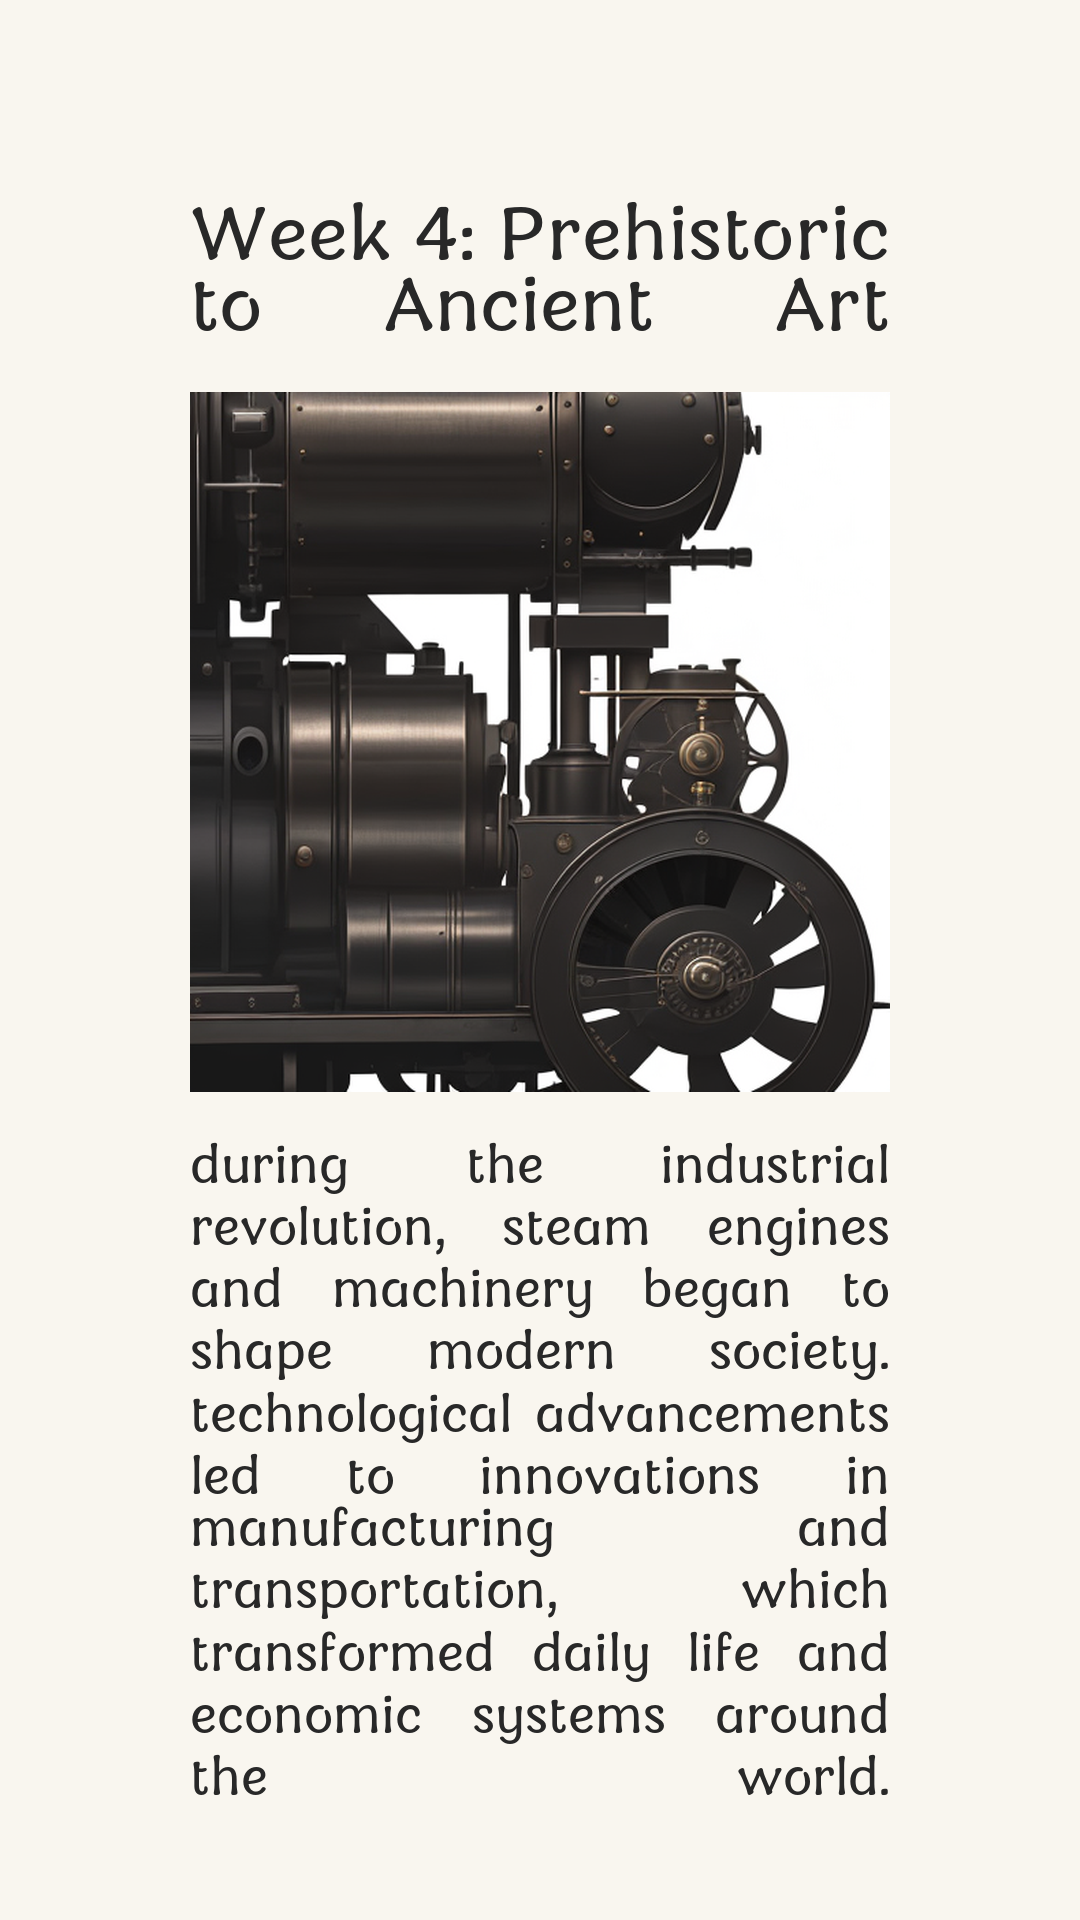 Week 4: Prehistoric
to Ancient Art
during the industrial
revolution, steam engines
and machinery began to
shape modern society.
technological advancements
led to innovations in
manufacturing and
transportation, which
transformed daily life and
economic systems around
the world.